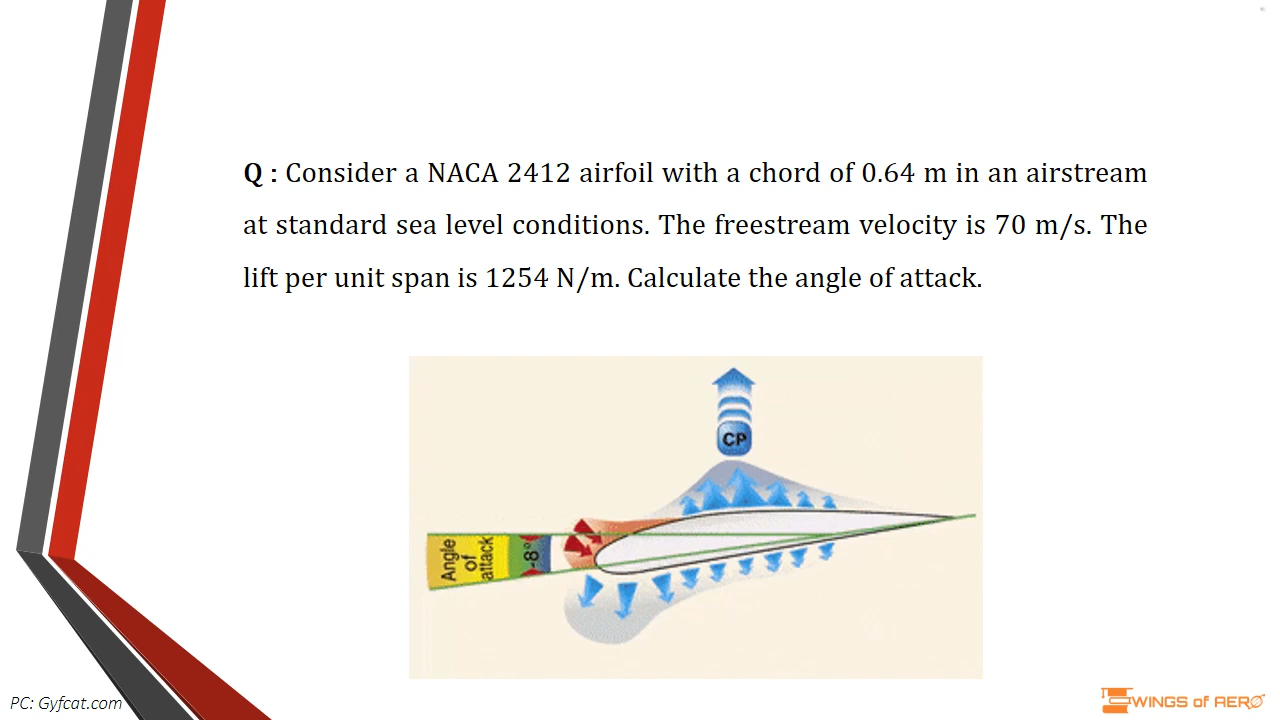 Q : Consider a NACA 2412 airfoil with a chord of 0.64 m in an airstream
at standard sea level conditions. The freestream velocity is 70 m/s. The
lift per unit span is 1254 N/m. Calculate the angle of attack.
CP
Angle
of
attack
-8°
PC: Gyfcat.com
WINGS of AERO